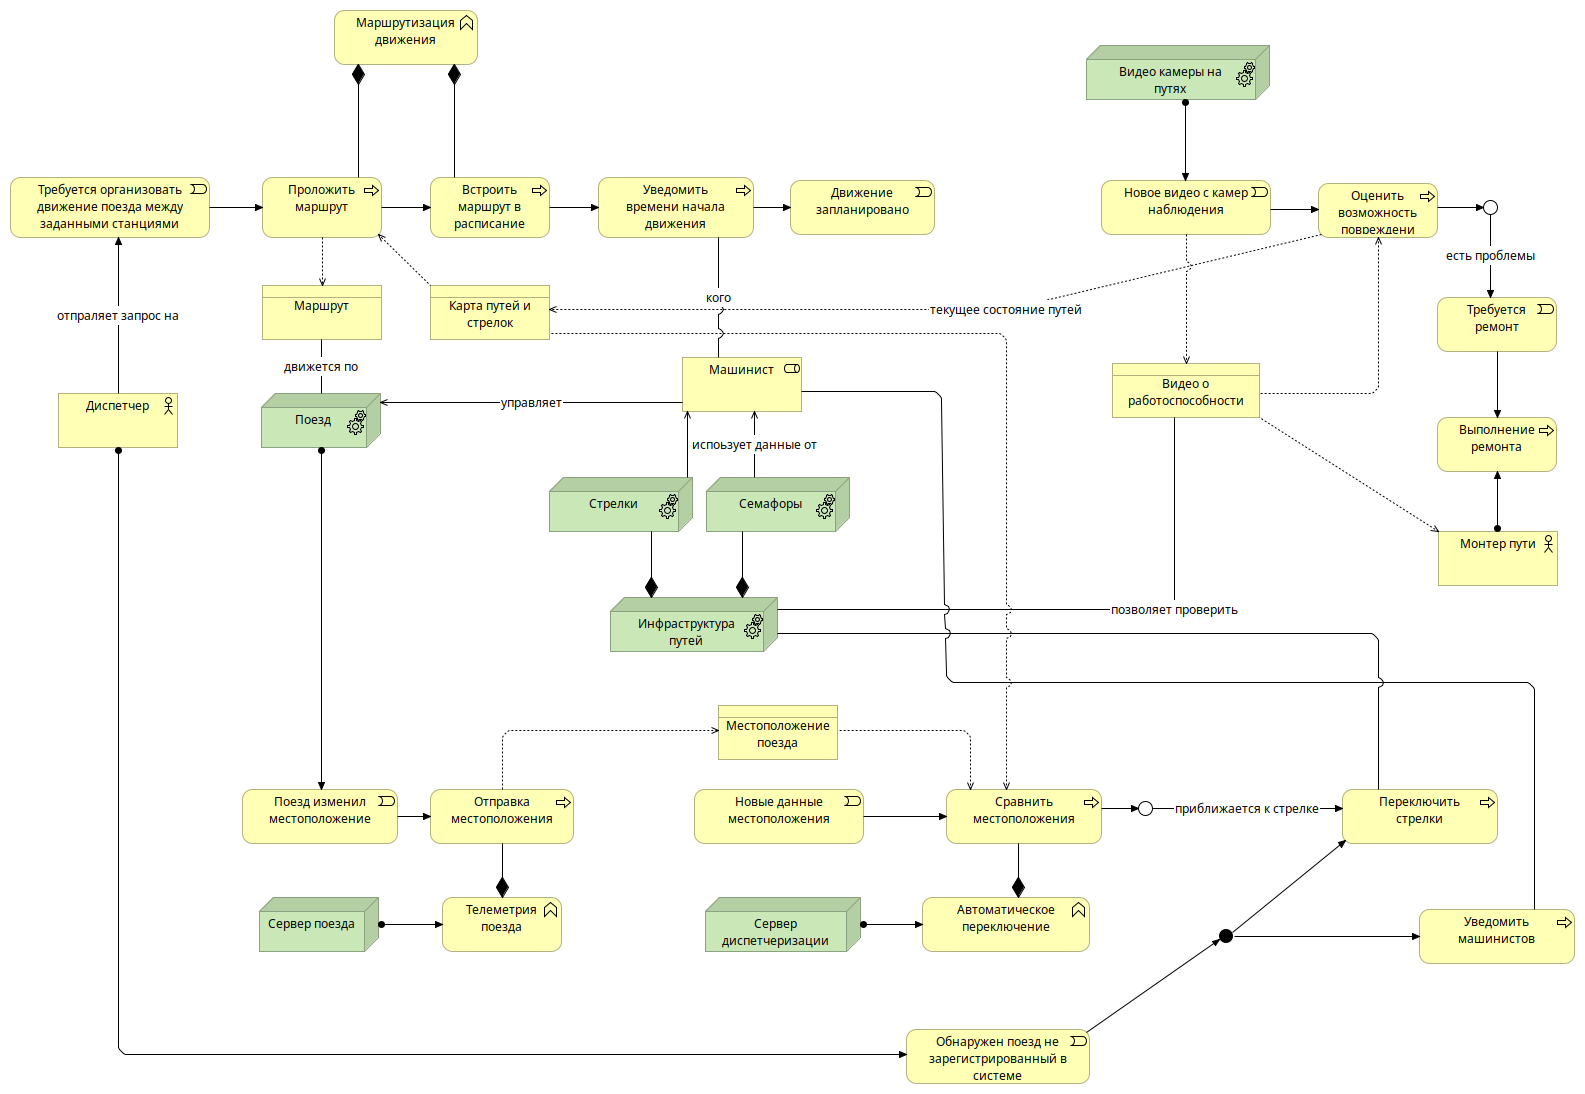 Маршрутизация
движения
Видео камеры на
путях
Требуется организовать
движение поезда между
заданными станциями
Проложить
маршрут
Встроить
маршрут в
расписание
Уведомить
времени начала
движения
Движение
запланировано
Новое видео с камер
наблюдения
Оценить
возможность
повреждени
есть проблемы
отпраляет запрос на
Маршрут
Карта путей и
стрелок
кого
текущее состояние путей
Требуется
ремонт
движется по
Машинист
Видео о
работоспособности
Диспетчер
Поезд
управляет
испоьзует данные от
Выполнение
ремонта
Стрелки
Семафоры
Монтер пути
Инфраструктура
путей
позволяет проверить
Местоположение
поезда
Поезд изменил
местоположение
Отправка
местоположения
Новые данные
местоположения
Сравнить
местоположения
приближается к стрелке
Переключить
стрелки
Сервер поезда
Телеметрия
поезда
Сервер
диспетчеризации
Автоматическое
переключение
Уведомить
машинистов
Обнаружен поезд не
зарегистрированный в
системе